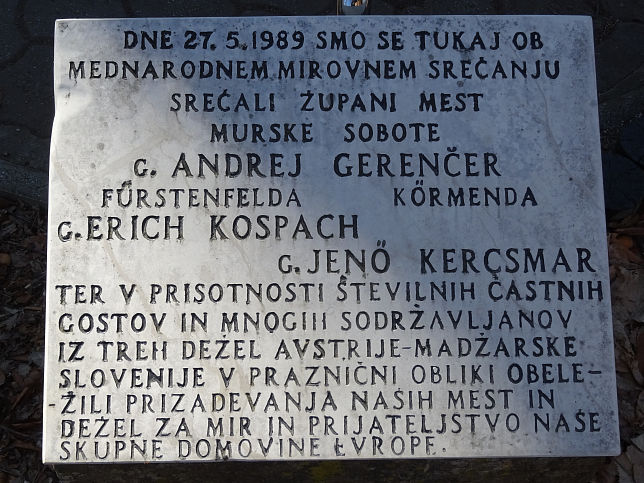 DNE 27. 5. 1989 SMO SE TUKAJ OB
MEDNARODNEM MIROVNEM SREČANJU
SREČALI ŽUPANI MEST
MURSKE SOBOTE
G. ANDREJ GERENČER
FÜRSTENFELDA KÖRMENDA
G. ERICH KOSPACH
G. JENŐ KERCSMAR
TER V PRISOTNOSTI ŠTEVILNIH ČASTNIH
GOSTOV IN MNOGIH SODRŽAVLJANOV
IZ TREH DEŽEL AVSTRIJE-MADŽARSKE
SLOVENIJE V PRAZNIČNI OBLIKI OBELE-
-ŽILI PRIZADEVANJA NAŠIH MEST IN
DEŽEL ZA MIR IN PRIJATELJSTVO NAŠE
SKUPNE DOMOVINE EVROPE.